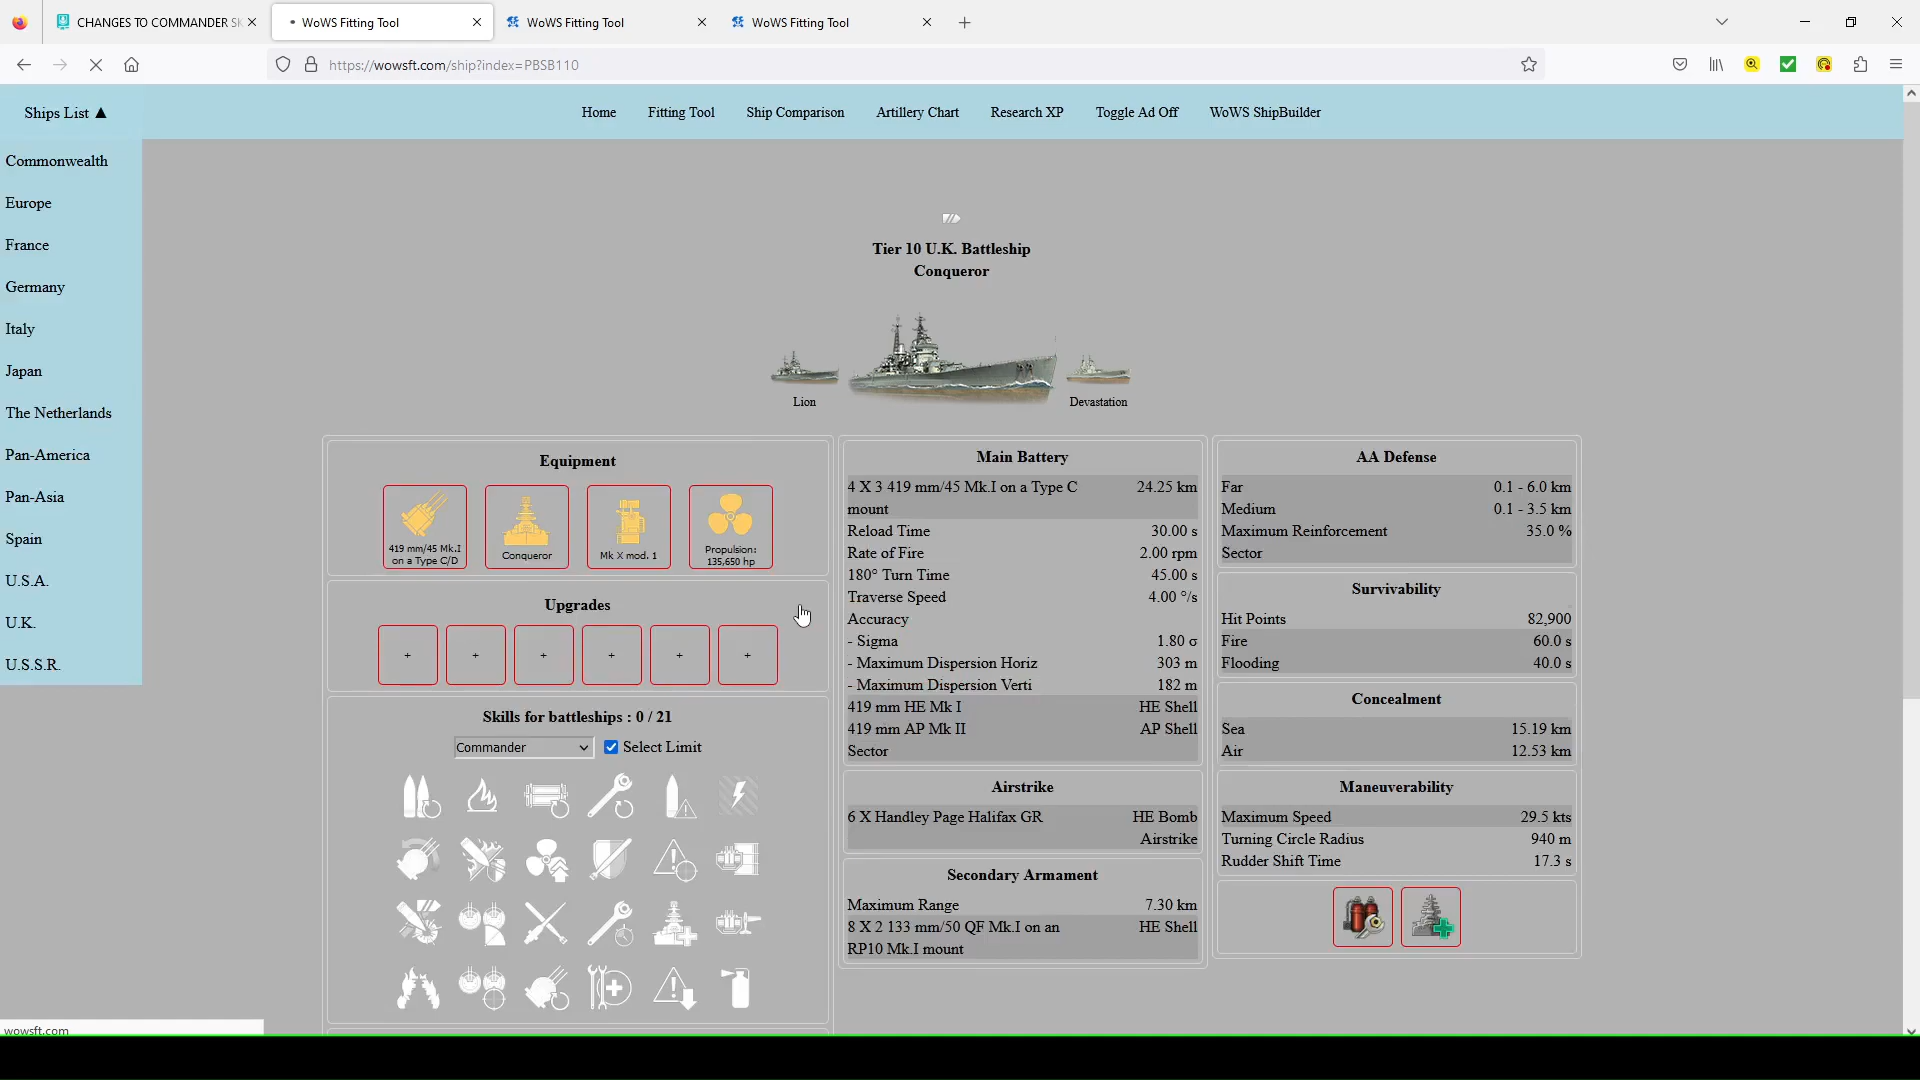 CHANGES TO COMMANDER SK
WoWS Fitting Tool
WoWS Fitting Tool
WoWS Fitting Tool
https://wowsft.com/ship?index=PBSB110
Ships List ▲
Home
Fitting Tool
Ship Comparison
Artillery Chart
Research XP
Toggle Ad Off
WoWS ShipBuilder
Commonwealth
Europe
France
Germany
Italy
Japan
The Netherlands
Pan-America
Pan-Asia
Spain
U.S.A.
U.K.
U.S.S.R.
Tier 10 U.K. Battleship
Conqueror
Lion
Devastation
Equipment
419 mm/45 Mk.I
on a Type C/D
Conqueror
Mk X mod. 1
Propulsion:
135,650 hp
Upgrades
+ + + + + +
Skills for battleships : 0 / 21
Commander
Select Limit
Main Battery
4 X 3 419 mm/45 Mk.I on a Type C 24.25 km
mount
Reload Time 30.00 s
Rate of Fire 2.00 rpm
180° Turn Time 45.00 s
Traverse Speed 4.00 °/s
Accuracy
- Sigma 1.80 σ
- Maximum Dispersion Horiz 303 m
- Maximum Dispersion Verti 182 m
419 mm HE Mk I HE Shell
419 mm AP Mk II AP Shell
Sector
Airstrike
6 X Handley Page Halifax GR HE Bomb
Airstrike
Secondary Armament
Maximum Range 7.30 km
8 X 2 133 mm/50 QF Mk.I on an HE Shell
RP10 Mk.I mount
AA Defense
Far 0.1 - 6.0 km
Medium 0.1 - 3.5 km
Maximum Reinforcement 35.0 %
Sector
Survivability
Hit Points 82,900
Fire 60.0 s
Flooding 40.0 s
Concealment
Sea 15.19 km
Air 12.53 km
Maneuverability
Maximum Speed 29.5 kts
Turning Circle Radius 940 m
Rudder Shift Time 17.3 s
wowsft.com